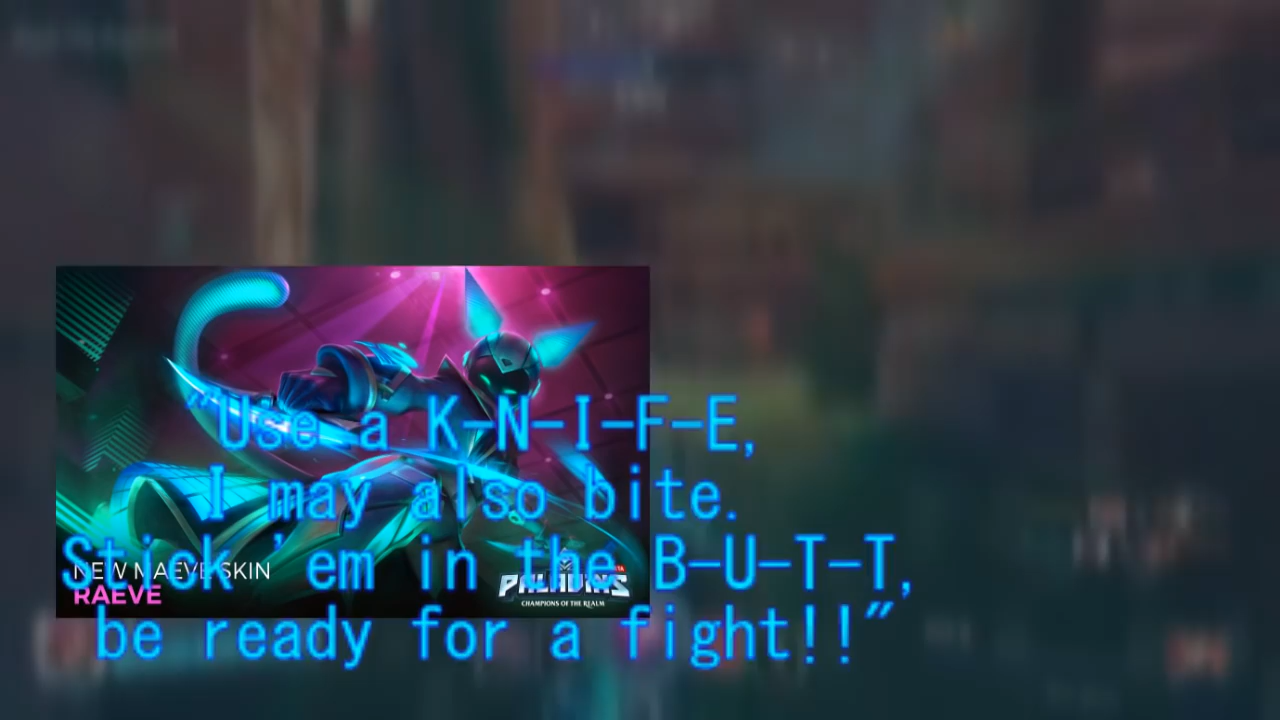 "Use a K-N-I-F-E,
I may also bite.
Stick 'em in the B-U-T-T,
be ready for a fight!!"
NEW MAEVE SKIN
RAEVE
PALADINS
CHAMPIONS OF THE REALM